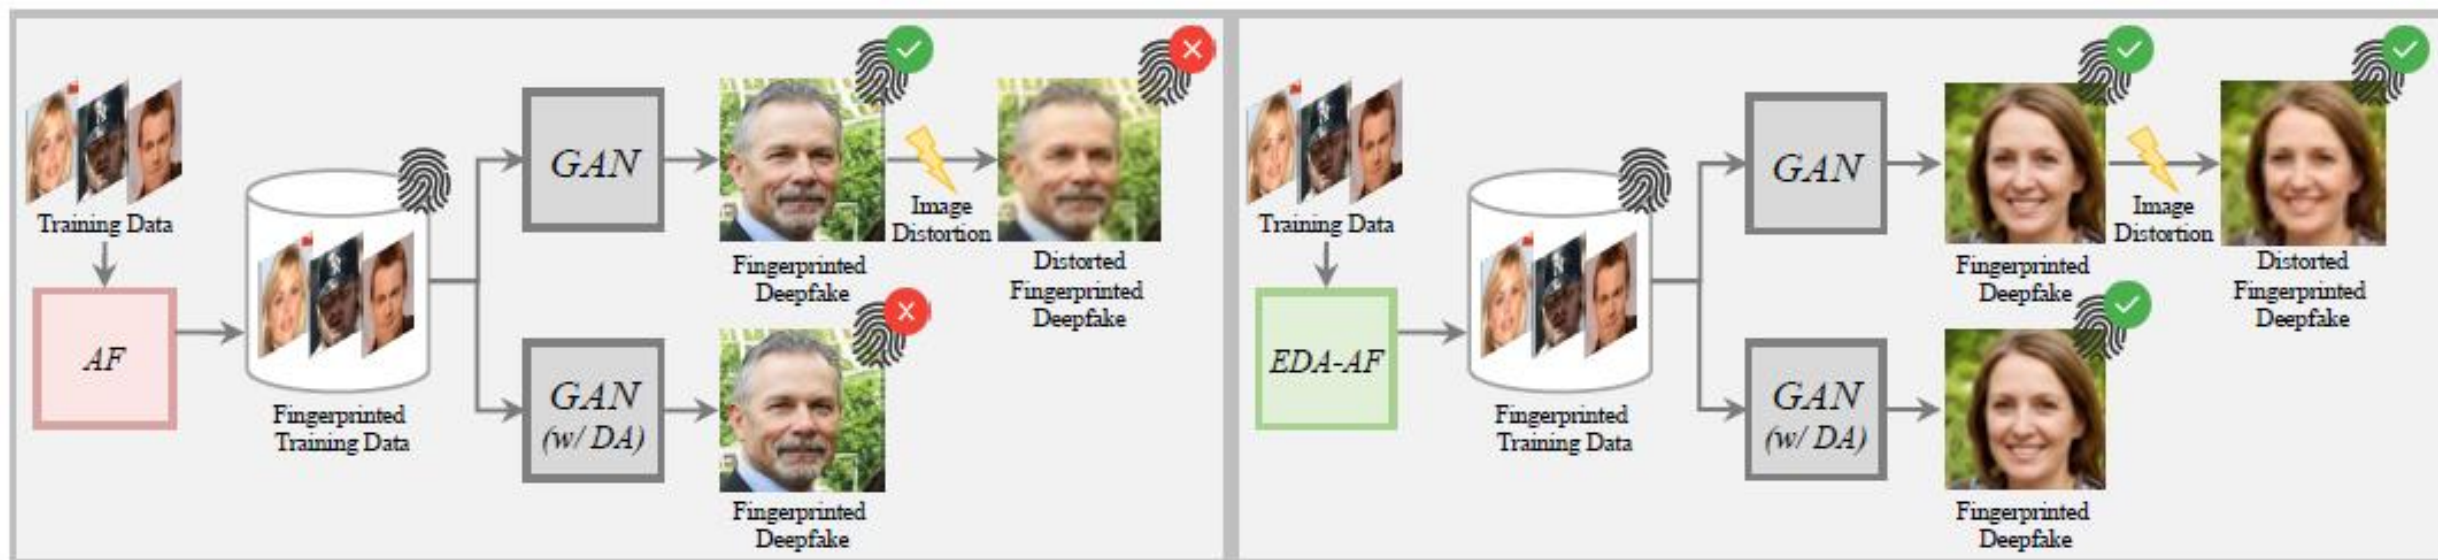 Training Data
AF
Fingerprinted
Training Data
GAN
Fingerprinted
Deepfake
Image
Distortion
Distorted
Fingerprinted
Deepfake
GAN
(w/ DA)
Fingerprinted
Deepfake
Training Data
EDA-AF
Fingerprinted
Training Data
GAN
Fingerprinted
Deepfake
Image
Distortion
Distorted
Fingerprinted
Deepfake
GAN
(w/ DA)
Fingerprinted
Deepfake